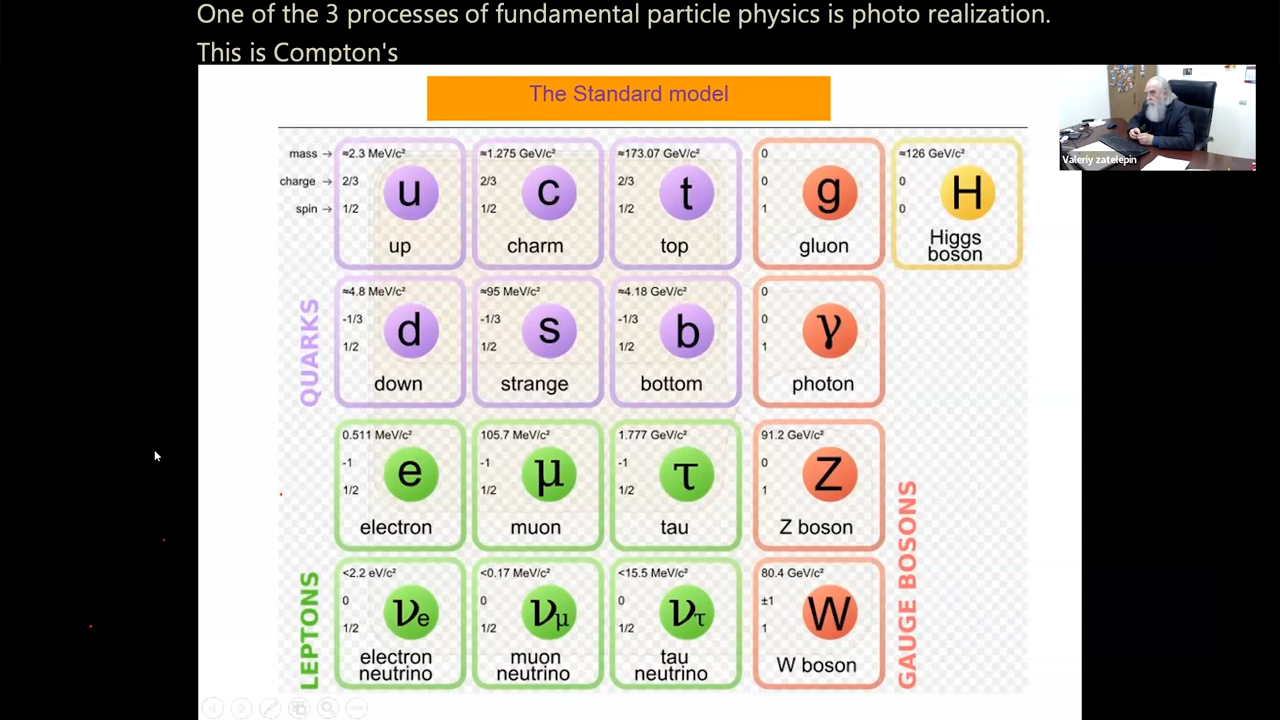 One of the 3 processes of fundamental particle physics is photo realization.
This is Compton's
The Standard model
Valeriy zatelepin
mass → ≈2.3 MeV/c² ≈1.275 GeV/c² ≈173.07 GeV/c² 0 ≈126 GeV/c²
charge → 2/3 2/3 2/3 0 0
spin → 1/2 1/2 1/2 1 0
u c t g H
up charm top gluon Higgs
boson
QUARKS
≈4.8 MeV/c² ≈95 MeV/c² ≈4.18 GeV/c² 0
-1/3 -1/3 -1/3 0
1/2 1/2 1/2 1
d s b γ
down strange bottom photon
0.511 MeV/c² 105.7 MeV/c² 1.777 GeV/c² 91.2 GeV/c²
-1 -1 -1 0
1/2 1/2 1/2 1
e μ τ Z
electron muon tau Z boson
LEPTONS
<2.2 eV/c² <0.17 MeV/c² <15.5 MeV/c² 80.4 GeV/c²
0 0 0 ±1
1/2 1/2 1/2 1
νe νμ ντ W
electron muon tau W boson
neutrino neutrino neutrino
GAUGE BOSONS